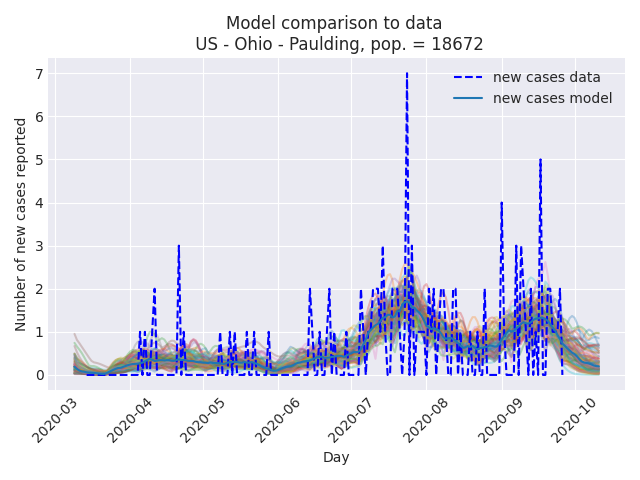 Model comparison to data
US - Ohio - Paulding, pop. = 18672
new cases data
new cases model
Number of new cases reported
7
6
5
4
3
2
1
0
2020-03
2020-04
2020-05
2020-06
2020-07
2020-08
2020-09
2020-10
Day